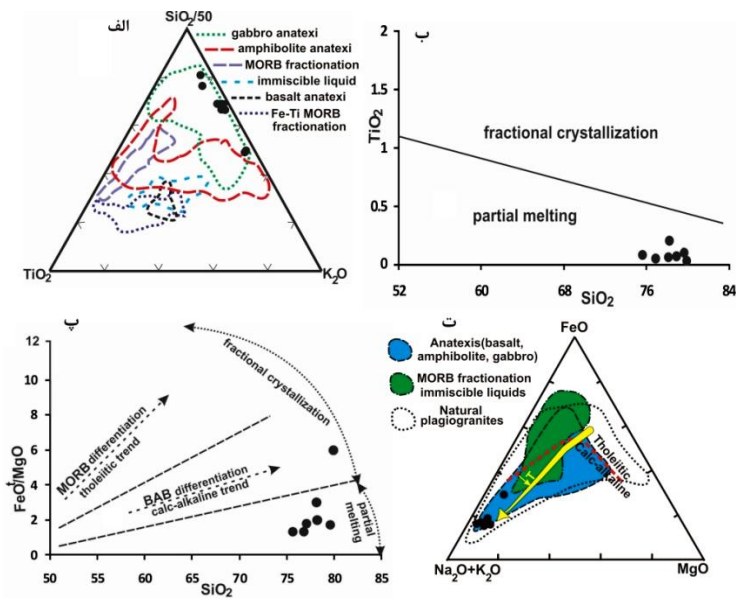 الف
SiO₂/50
gabbro anatexi
amphibolite anatexi
MORB fractionation
immiscible liquid
basalt anatexi
Fe-Ti MORB
fractionation
TiO₂
K₂O
ب
TiO₂
2
1.5
1
0.5
0
fractional crystallization
partial melting
52
60
68
76
84
SiO₂
پ
FeO^t/MgO
12
10
8
6
4
2
0
fractional crystallization
MORB differentiation
tholeiitic trend
BAB differentiation
calc-alkaline trend
partial
melting
50
55
60
65
70
75
80
85
SiO₂
ت
FeO
Anatexis(basalt,
amphibolite, gabbro)
MORB fractionation
immiscible liquids
Natural
plagiogranites
Tholeiitic
Calc-alkaline
T
Na₂O+K₂O
MgO